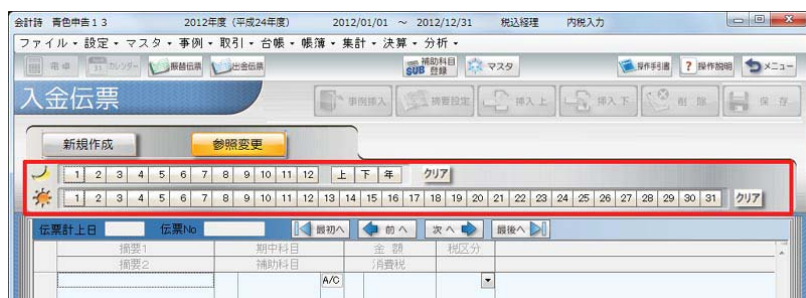 会計詩 青色申告13 2012年度(平成24年度) 2012/01/01 ～ 2012/12/31 税込経理 内税入力
ファイル・設定・マスタ・事例・取引・台帳・帳簿・集計・決算・分析・
電卓 カレンダー 振替伝票 出金伝票 SUB 補助科目登録 マスタ 操作手引書 ? 操作説明 メニュー
入金伝票 事例挿入 摘要設定 挿入上 挿入下 削除 保存
新規作成 参照変更
1 2 3 4 5 6 7 8 9 10 11 12 上 下 年 クリア
1 2 3 4 5 6 7 8 9 10 11 12 13 14 15 16 17 18 19 20 21 22 23 24 25 26 27 28 29 30 31 クリア
伝票計上日 伝票No 最初へ 前へ 次へ 最後へ
摘要1 期中科目 金額 税区分
摘要2 補助科目 消費税
A/C